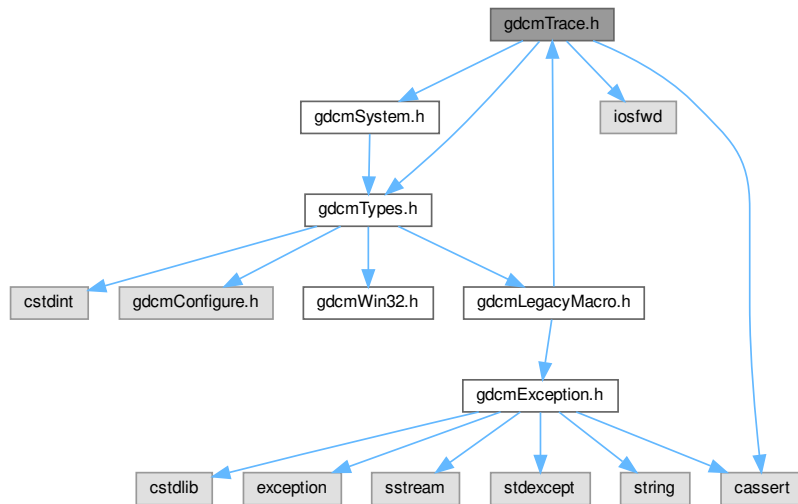 gdcmTrace.h
gdcmSystem.h
iosfwd
gdcmTypes.h
cstdint
gdcmConfigure.h
gdcmWin32.h
gdcmLegacyMacro.h
gdcmException.h
cstdlib
exception
sstream
stdexcept
string
cassert